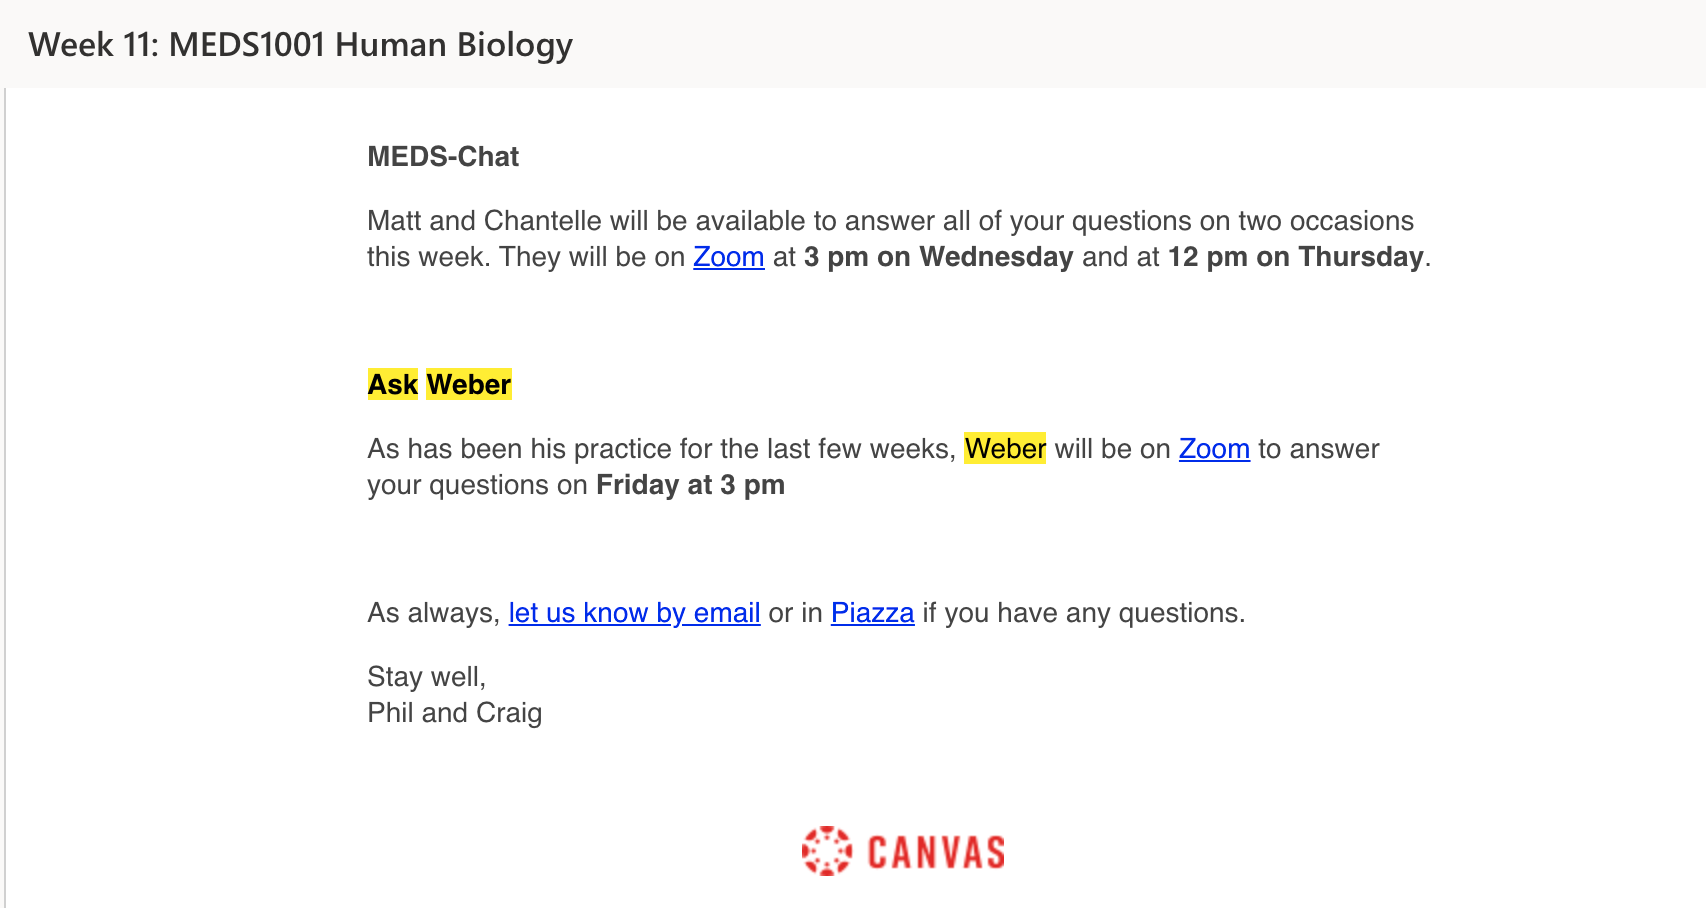 Week 11: MEDS1001 Human Biology
MEDS-Chat
Matt and Chantelle will be available to answer all of your questions on two occasions
this week. They will be on Zoom at 3 pm on Wednesday and at 12 pm on Thursday.
Ask Weber
As has been his practice for the last few weeks, Weber will be on Zoom to answer
your questions on Friday at 3 pm
As always, let us know by email or in Piazza if you have any questions.
Stay well,
Phil and Craig
CANVAS